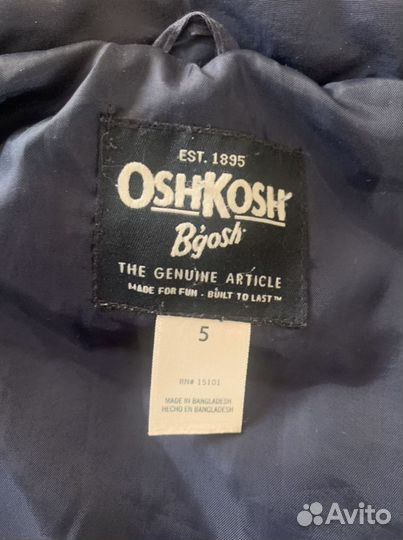 EST. 1895
OSHKOSH
B'gosh
THE GENUINE ARTICLE
MADE FOR FUN - BUILT TO LAST™
5
RN# 15101
MADE IN BANGLADESH
HECHO EN BANGLADESH
Avito